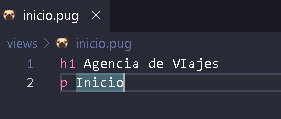 inicio.pug ×
views > inicio.pug
1 h1 Agencia de VIajes
2 p Inicio